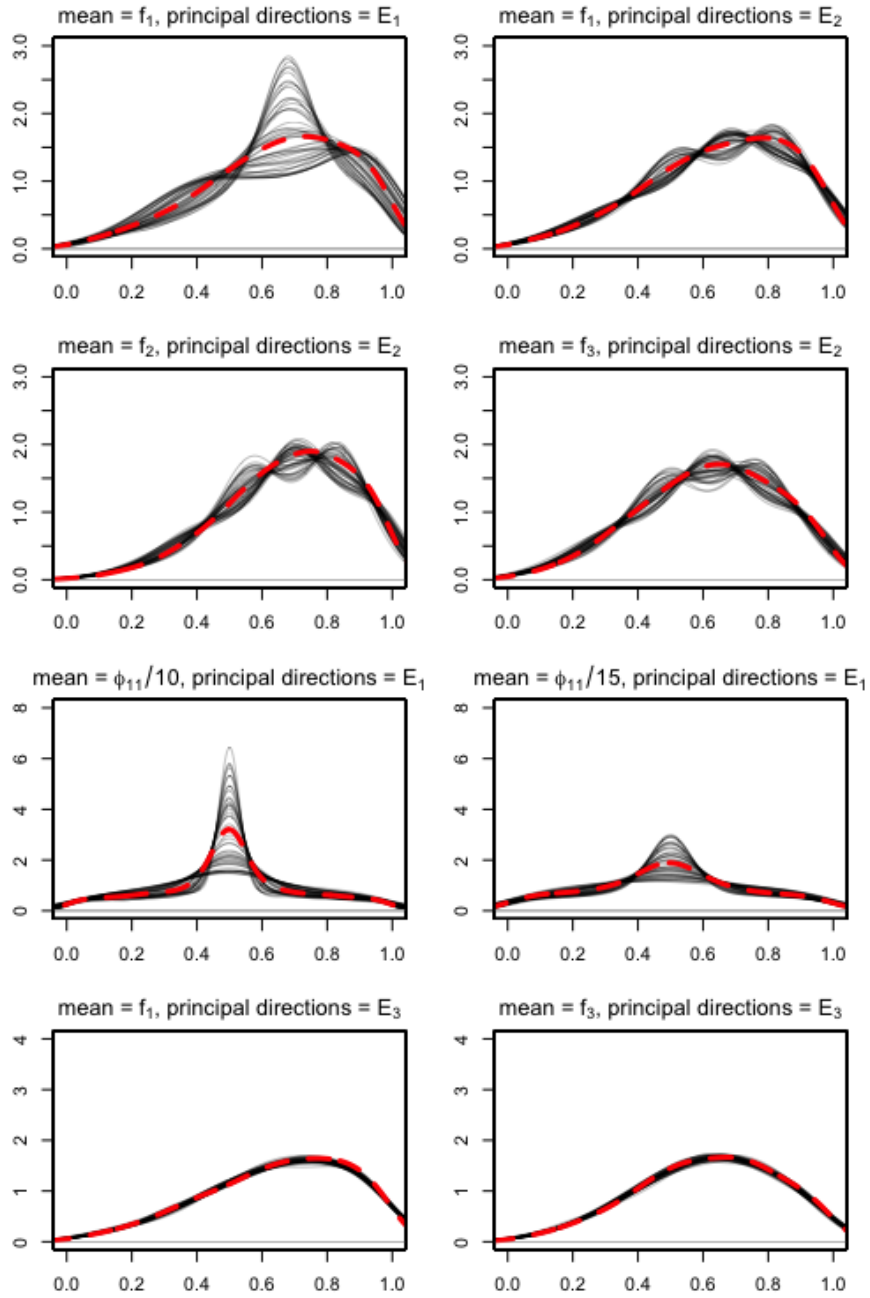 mean = f₁, principal directions = E₁
0.0 1.0 2.0 3.0
0.0 0.2 0.4 0.6 0.8 1.0
mean = f₁, principal directions = E₂
0.0 1.0 2.0 3.0
0.0 0.2 0.4 0.6 0.8 1.0
mean = f₂, principal directions = E₂
0.0 1.0 2.0 3.0
0.0 0.2 0.4 0.6 0.8 1.0
mean = f₃, principal directions = E₂
0.0 1.0 2.0 3.0
0.0 0.2 0.4 0.6 0.8 1.0
mean = ϕ₁₁/10, principal directions = E₁
0 2 4 6 8
0.0 0.2 0.4 0.6 0.8 1.0
mean = ϕ₁₁/15, principal directions = E₁
0 2 4 6 8
0.0 0.2 0.4 0.6 0.8 1.0
mean = f₁, principal directions = E₃
0 1 2 3 4
0.0 0.2 0.4 0.6 0.8 1.0
mean = f₃, principal directions = E₃
0 1 2 3 4
0.0 0.2 0.4 0.6 0.8 1.0